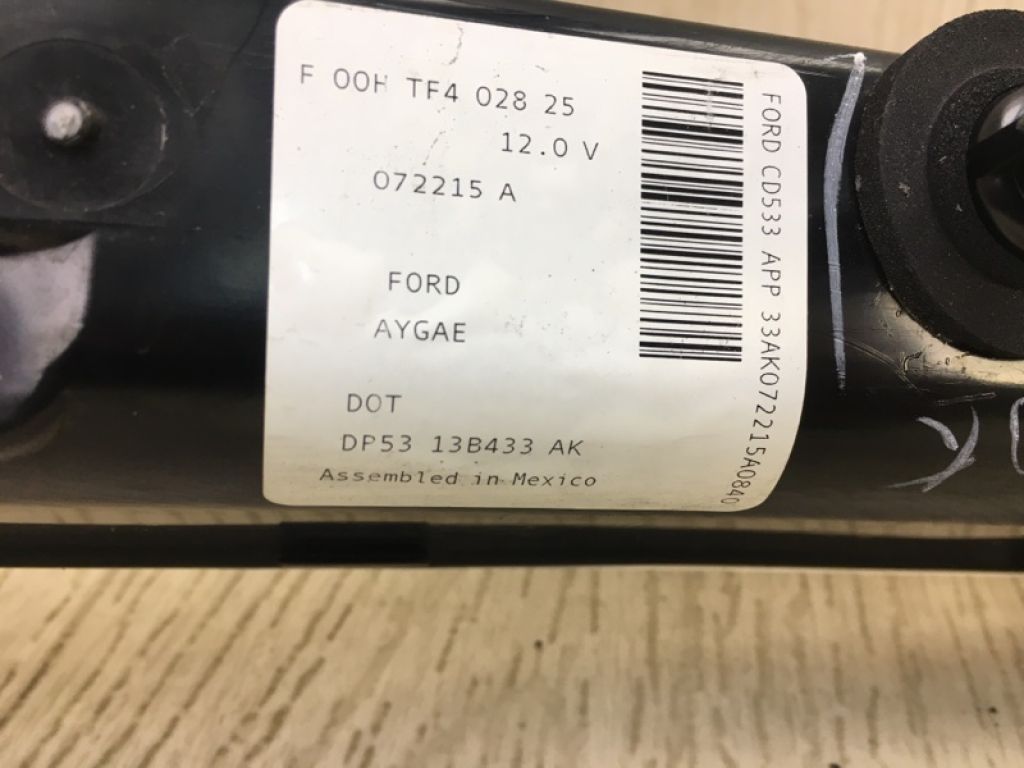 F 00H TF4 028 25
12.0 V
072215 A
FORD
AYGAE
DOT
DP53 13B433 AK
Assembled in Mexico
FORD CD533 APP 33AK072215A0840